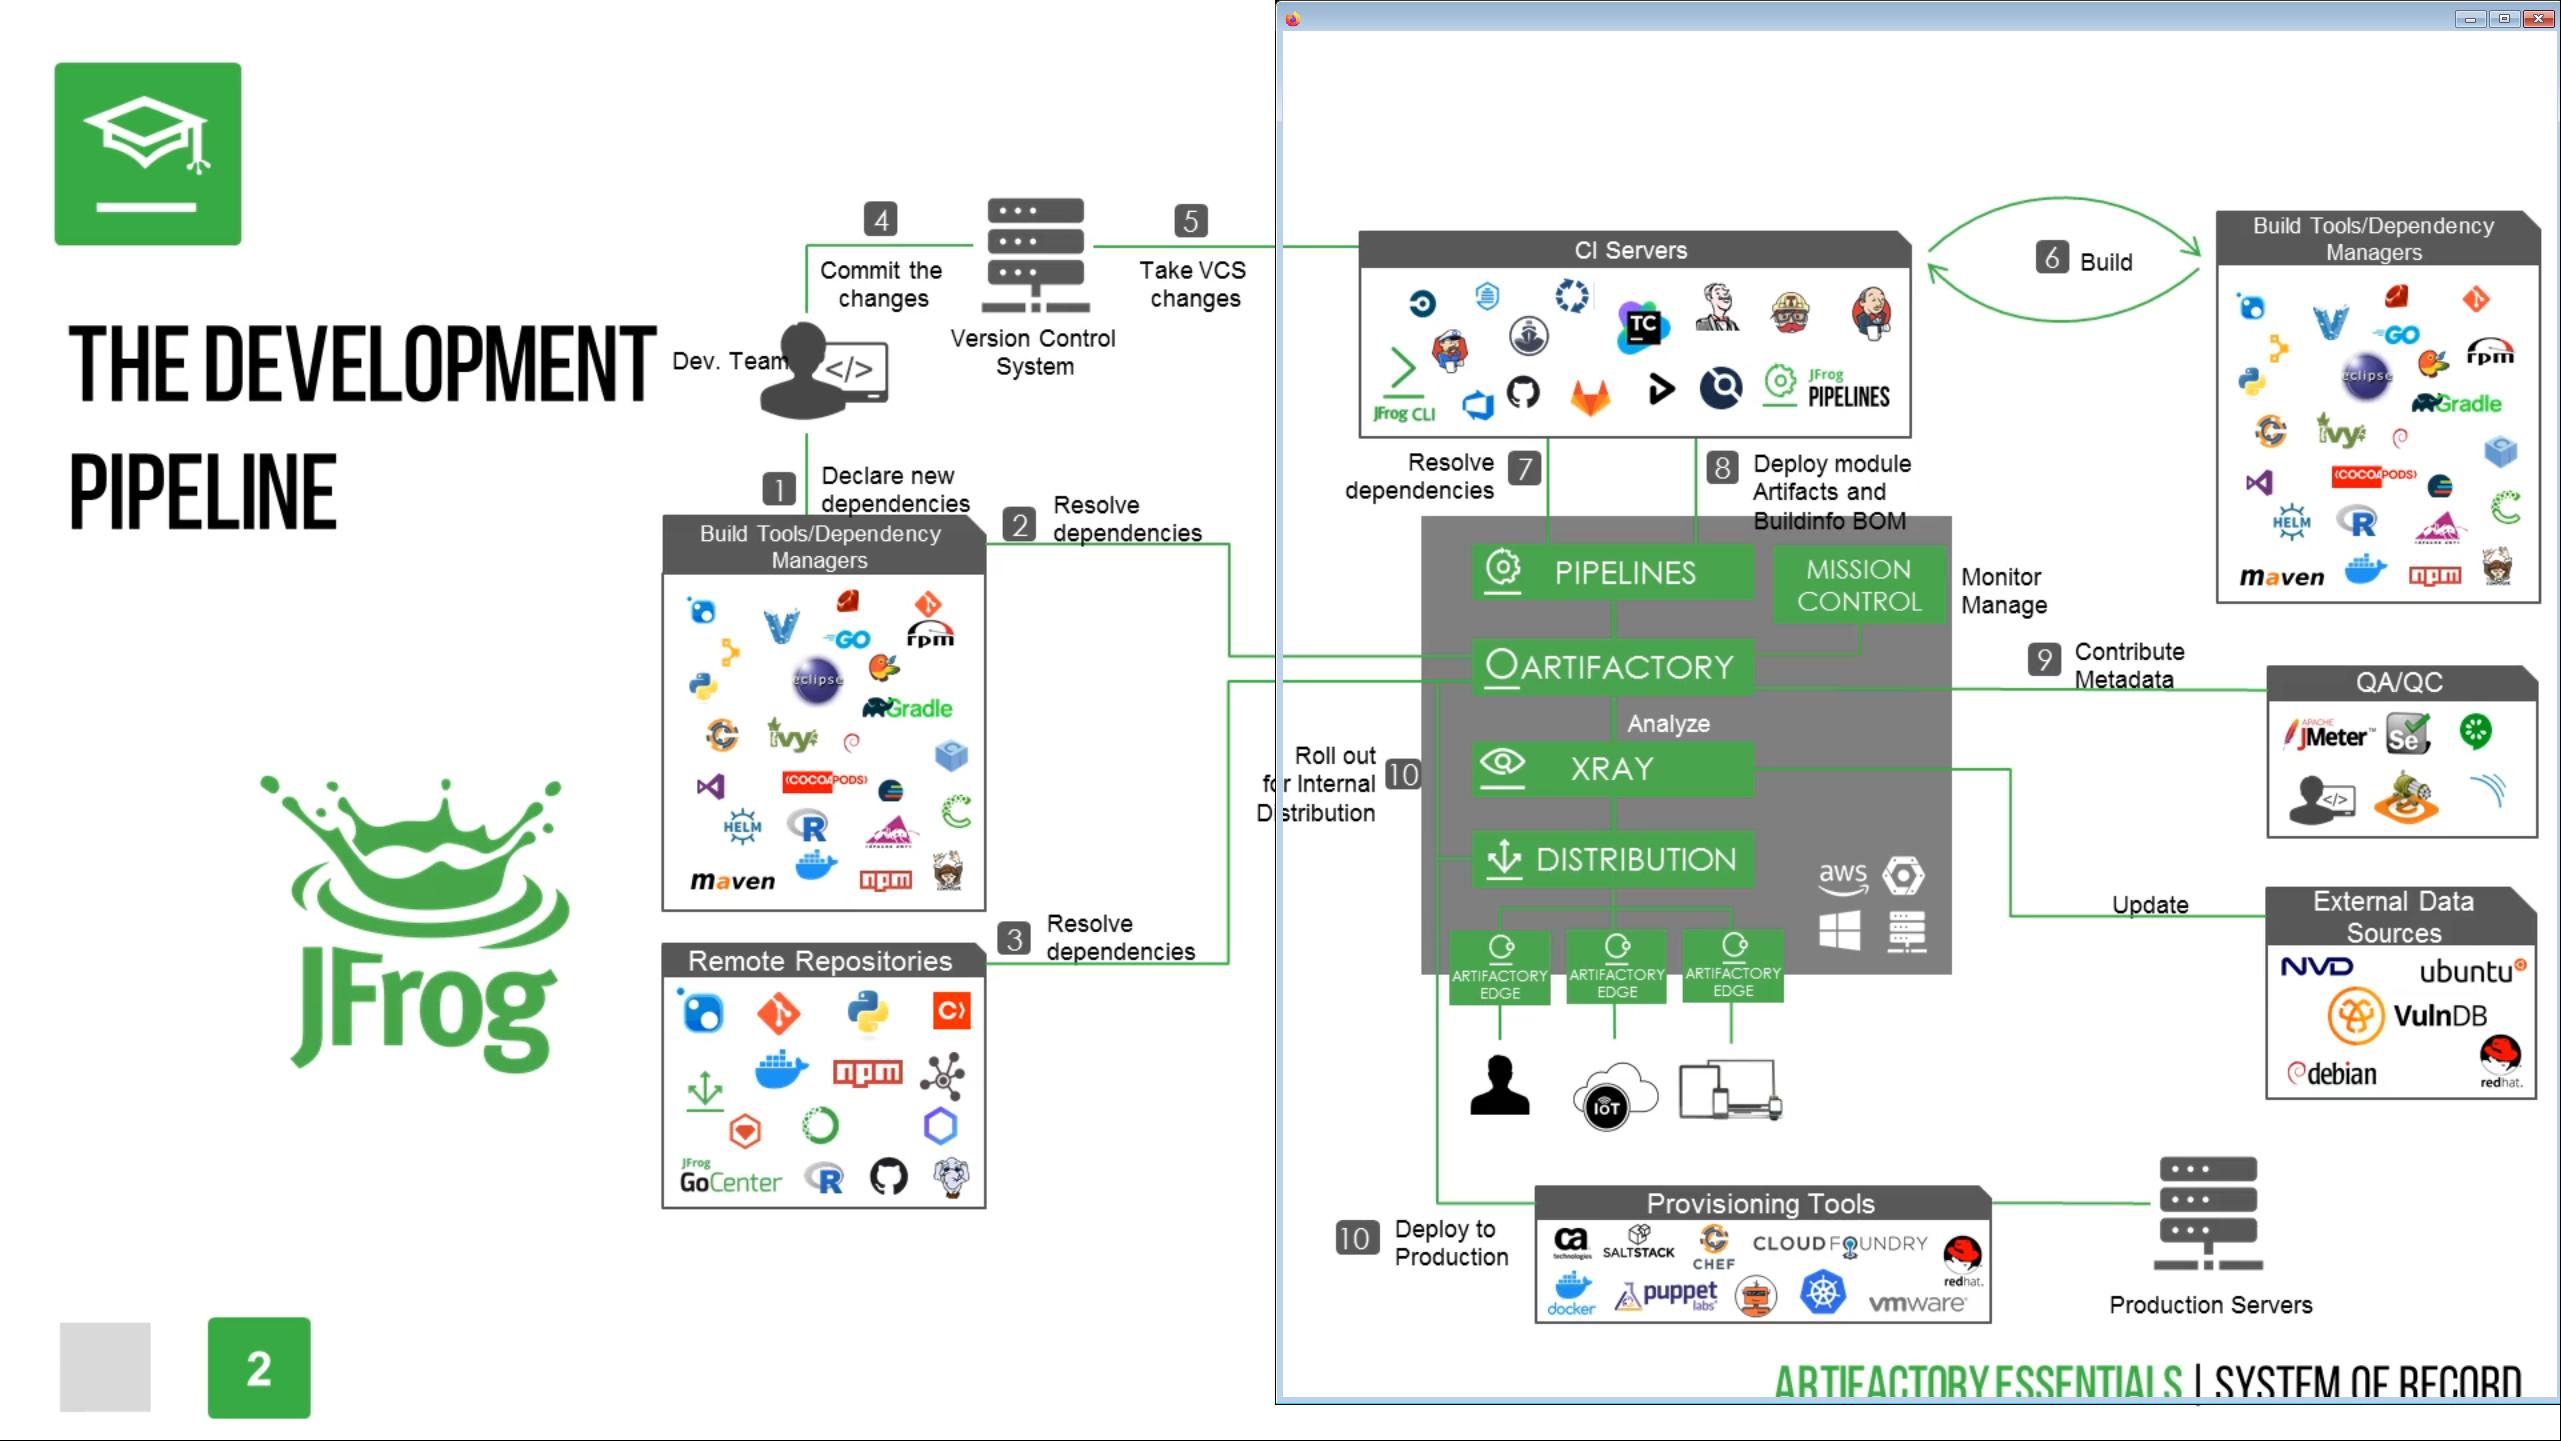 THE DEVELOPMENT
PIPELINE
JFrog
2
4
Commit the
changes
5
Take VCS
changes
Version Control
System
Dev. Team
</>
1
Declare new
dependencies
2
Resolve
dependencies
Build Tools/Dependency
Managers
GO
rpm
eclipse
Gradle
Ivy
COCOAPODS
HELM
R
maven
npm
3
Resolve
dependencies
Remote Repositories
npm
JFrog
GoCenter
R
CI Servers
TC
JFrog CLI
JFrog
PIPELINES
6
Build
Build Tools/Dependency
Managers
GO
rpm
eclipse
Gradle
Ivy
COCOAPODS
HELM
R
maven
npm
Resolve
dependencies
7
8
Deploy module
Artifacts and
Buildinfo BOM
PIPELINES
MISSION
CONTROL
Monitor
Manage
ARTIFACTORY
9
Contribute
Metadata
Analyze
XRAY
Roll out
for Internal
Distribution
10
DISTRIBUTION
aws
ARTIFACTORY
EDGE
ARTIFACTORY
EDGE
ARTIFACTORY
EDGE
IoT
QA/QC
APACHE
JMeter™
Se
</>
Update
External Data
Sources
NVD
ubuntu
VulnDB
debian
redhat.
10
Deploy to
Production
Provisioning Tools
ca
technologies
SALTSTACK
CHEF
CLOUD FOUNDRY
redhat.
docker
puppet
labs
vmware
Production Servers
ARTIFACTORY ESSENTIALS | SYSTEM OF RECORD